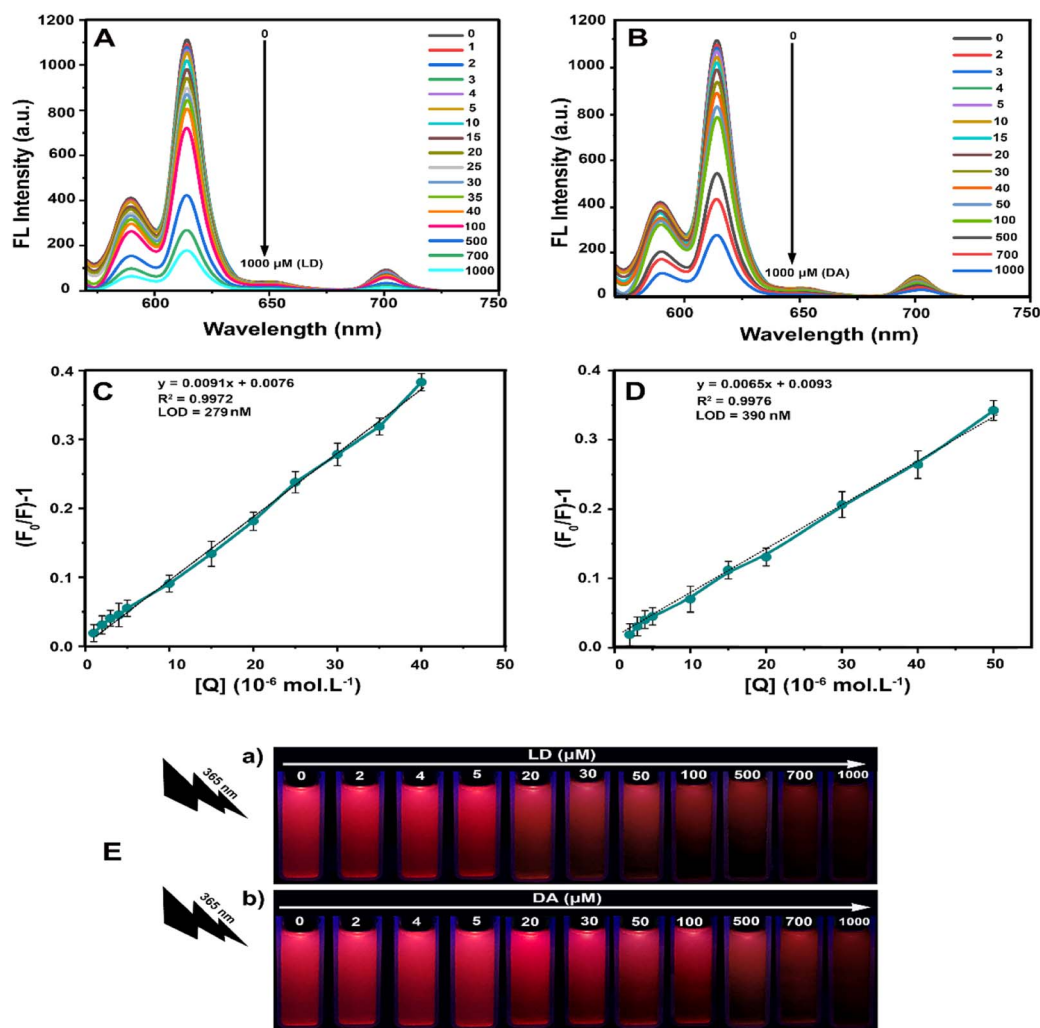 A
FL Intensity (a.u.)
1200
1000
800
600
400
200
0
600
650
700
750
Wavelength (nm)
0
1000 µM (LD)
0
1
2
3
4
5
10
15
20
25
30
35
40
100
500
700
1000
B
FL Intensity (a.u.)
1200
1000
800
600
400
200
0
600
650
700
750
Wavelength (nm)
0
1000 µM (DA)
0
2
3
4
5
10
15
20
30
40
50
100
500
700
1000
C
y = 0.0091x + 0.0076
R² = 0.9972
LOD = 279 nM
(F₀/F)-1
0.4
0.3
0.2
0.1
0.0
0
10
20
30
40
50
[Q] (10⁻⁶ mol.L⁻¹)
D
y = 0.0065x + 0.0093
R² = 0.9976
LOD = 390 nM
(F₀/F)-1
0.4
0.3
0.2
0.1
0.0
0
10
20
30
40
50
[Q] (10⁻⁶ mol.L⁻¹)
E
a)
365 nm
LD (µM)
0 2 4 5 20 30 50 100 500 700 1000
b)
365 nm
DA (µM)
0 2 4 5 20 30 50 100 500 700 1000